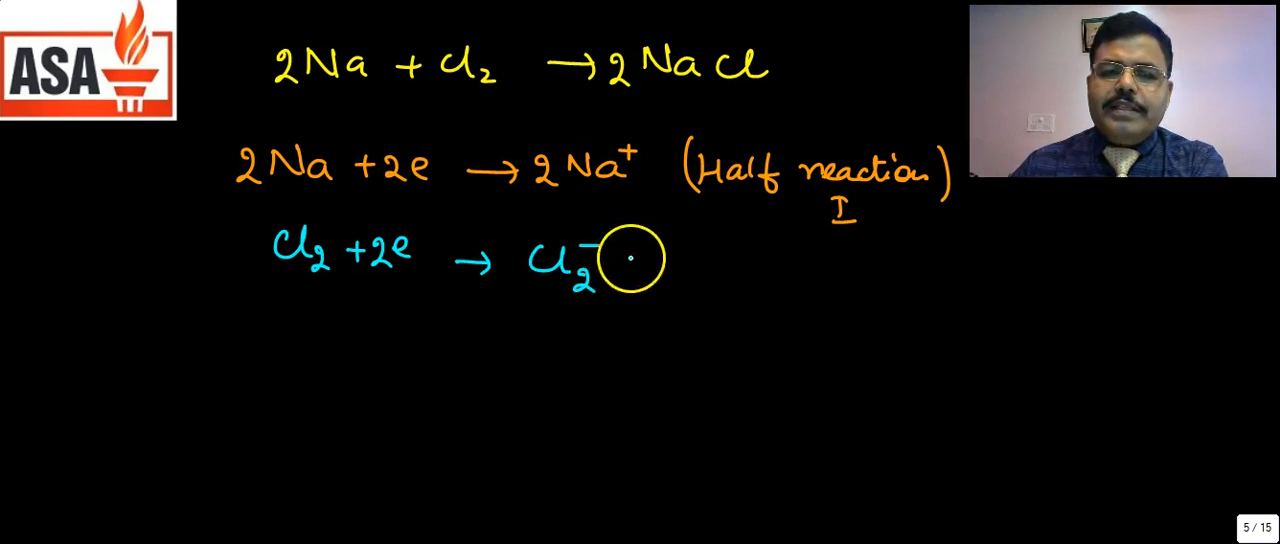 ASA
2Na + Cl₂ → 2NaCl
2Na + 2e → 2Na⁺ (Half reaction)
I
Cl₂ + 2e → Cl₂⁻
5 / 15